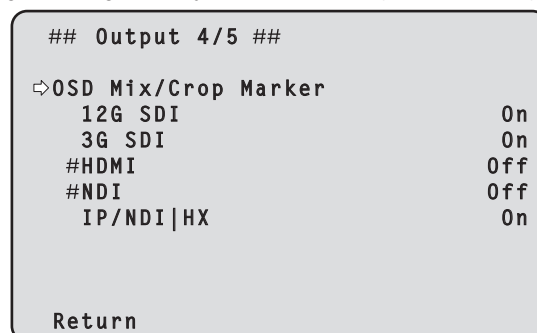 ## Output 4/5 ##
⇨OSD Mix/Crop Marker
12G SDI On
3G SDI On
#HDMI Off
#NDI Off
IP/NDI|HX On
Return